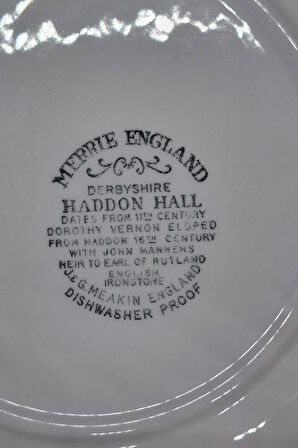 MERRIE ENGLAND
DERBYSHIRE
HADDON HALL
DATES FROM 11TH CENTURY
DOROTHY VERNON ELOPED
FROM HADDON 16TH CENTURY
WITH JOHN MANNERS
HEIR TO EARL OF RUTLAND
ENGLISH
IRONSTONE
J.&G. MEAKIN ENGLAND
DISHWASHER PROOF